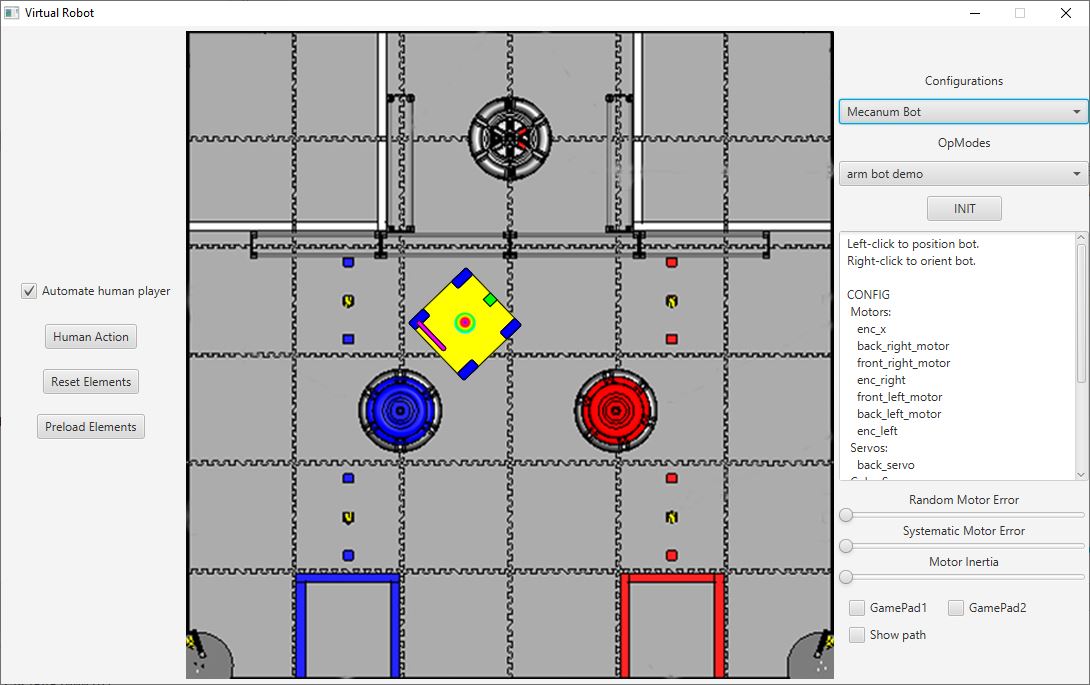 Virtual Robot
Configurations
Mecanum Bot
OpModes
arm bot demo
INIT
Left-click to position bot.
Right-click to orient bot.
CONFIG
Motors:
enc_x
back_right_motor
front_right_motor
enc_right
front_left_motor
back_left_motor
enc_left
Servos:
back_servo
Automate human player
Human Action
Reset Elements
Preload Elements
Random Motor Error
Systematic Motor Error
Motor Inertia
GamePad1 GamePad2
Show path